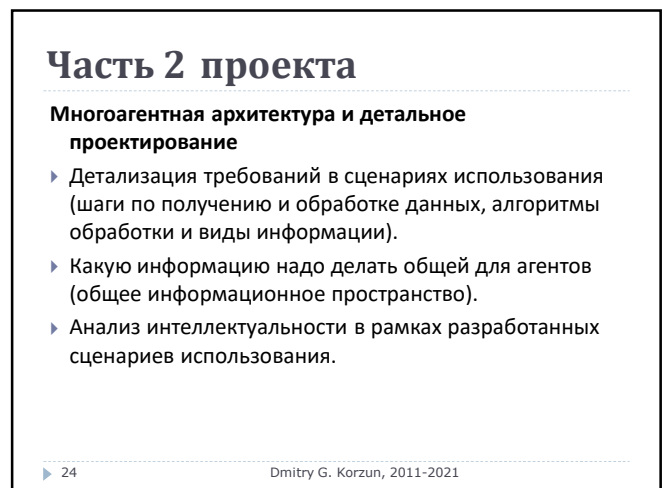 Часть 2 проекта
Многоагентная архитектура и детальное
проектирование
Детализация требований в сценариях использования
(шаги по получению и обработке данных, алгоритмы
обработки и виды информации).
Какую информацию надо делать общей для агентов
(общее информационное пространство).
Анализ интеллектуальности в рамках разработанных
сценариев использования.
24 Dmitry G. Korzun, 2011-2021